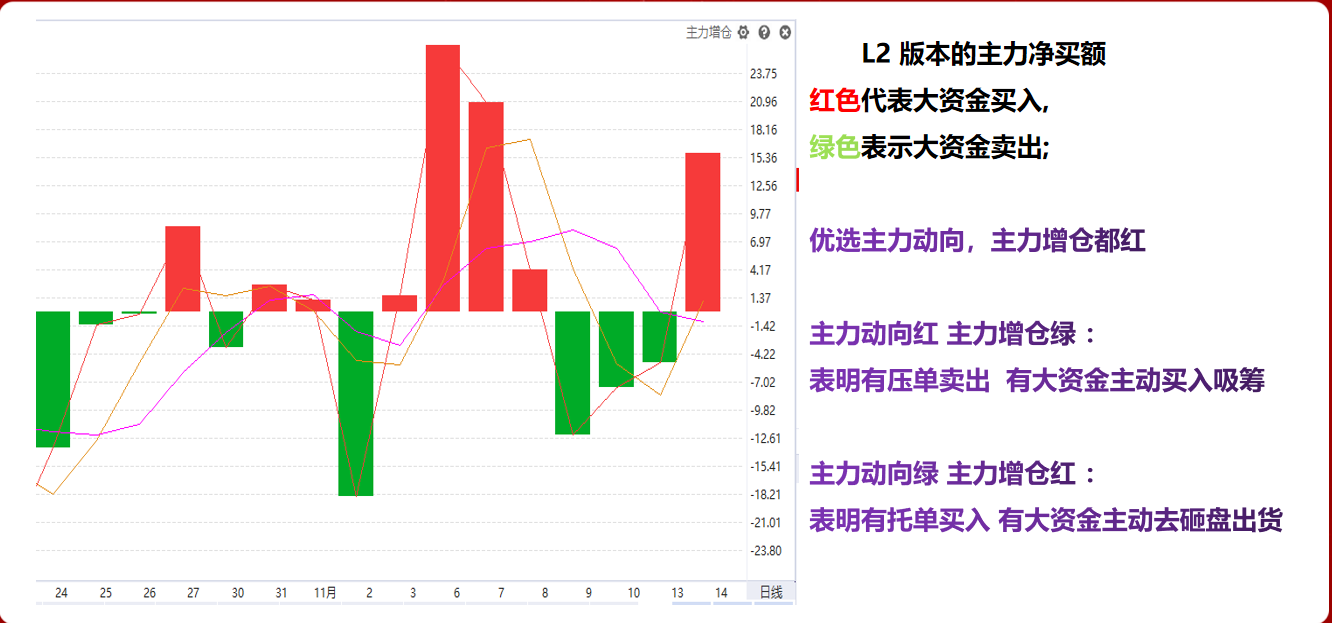 主力增仓
23.75
20.96
18.16
15.36
12.56
9.77
6.97
4.17
1.37
-1.42
-4.22
-7.02
-9.82
-12.61
-15.41
-18.21
-21.01
-23.80
24 25 26 27 30 31 11月 2 3 6 7 8 9 10 13 14 日线
L2 版本的主力净买额
红色代表大资金买入,
绿色表示大资金卖出;
优选主力动向，主力增仓都红
主力动向红 主力增仓绿：
表明有压单卖出 有大资金主动买入吸筹
主力动向绿 主力增仓红：
表明有托单买入 有大资金主动去砸盘出货